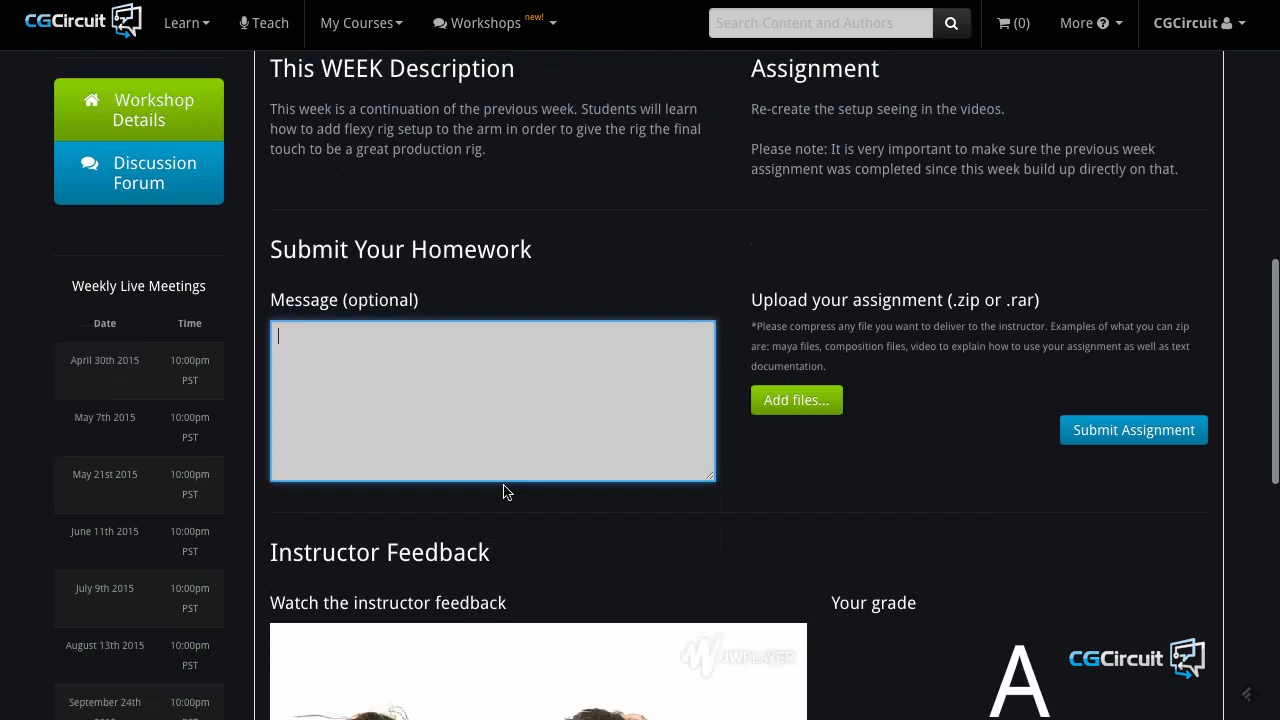 CGCircuit
Learn
Teach
My Courses
Workshops new!
Search Content and Authors
(0)
More
CGCircuit
Workshop
Details
Discussion
Forum
Weekly Live Meetings
Date Time
April 30th 2015 10:00pm
PST
May 7th 2015 10:00pm
PST
May 21st 2015 10:00pm
PST
June 11th 2015 10:00pm
PST
July 9th 2015 10:00pm
PST
August 13th 2015 10:00pm
PST
September 24th 10:00pm
This WEEK Description
This week is a continuation of the previous week. Students will learn
how to add flexy rig setup to the arm in order to give the rig the final
touch to be a great production rig.
Assignment
Re-create the setup seeing in the videos.
Please note: It is very important to make sure the previous week
assignment was completed since this week build up directly on that.
Submit Your Homework
Message (optional)
Upload your assignment (.zip or .rar)
*Please compress any file you want to deliver to the instructor. Examples of what you can zip
are: maya files, composition files, video to explain how to use your assignment as well as text
documentation.
Add files...
Submit Assignment
Instructor Feedback
Watch the instructor feedback
JWPLAYER
Your grade
A
CGCircuit